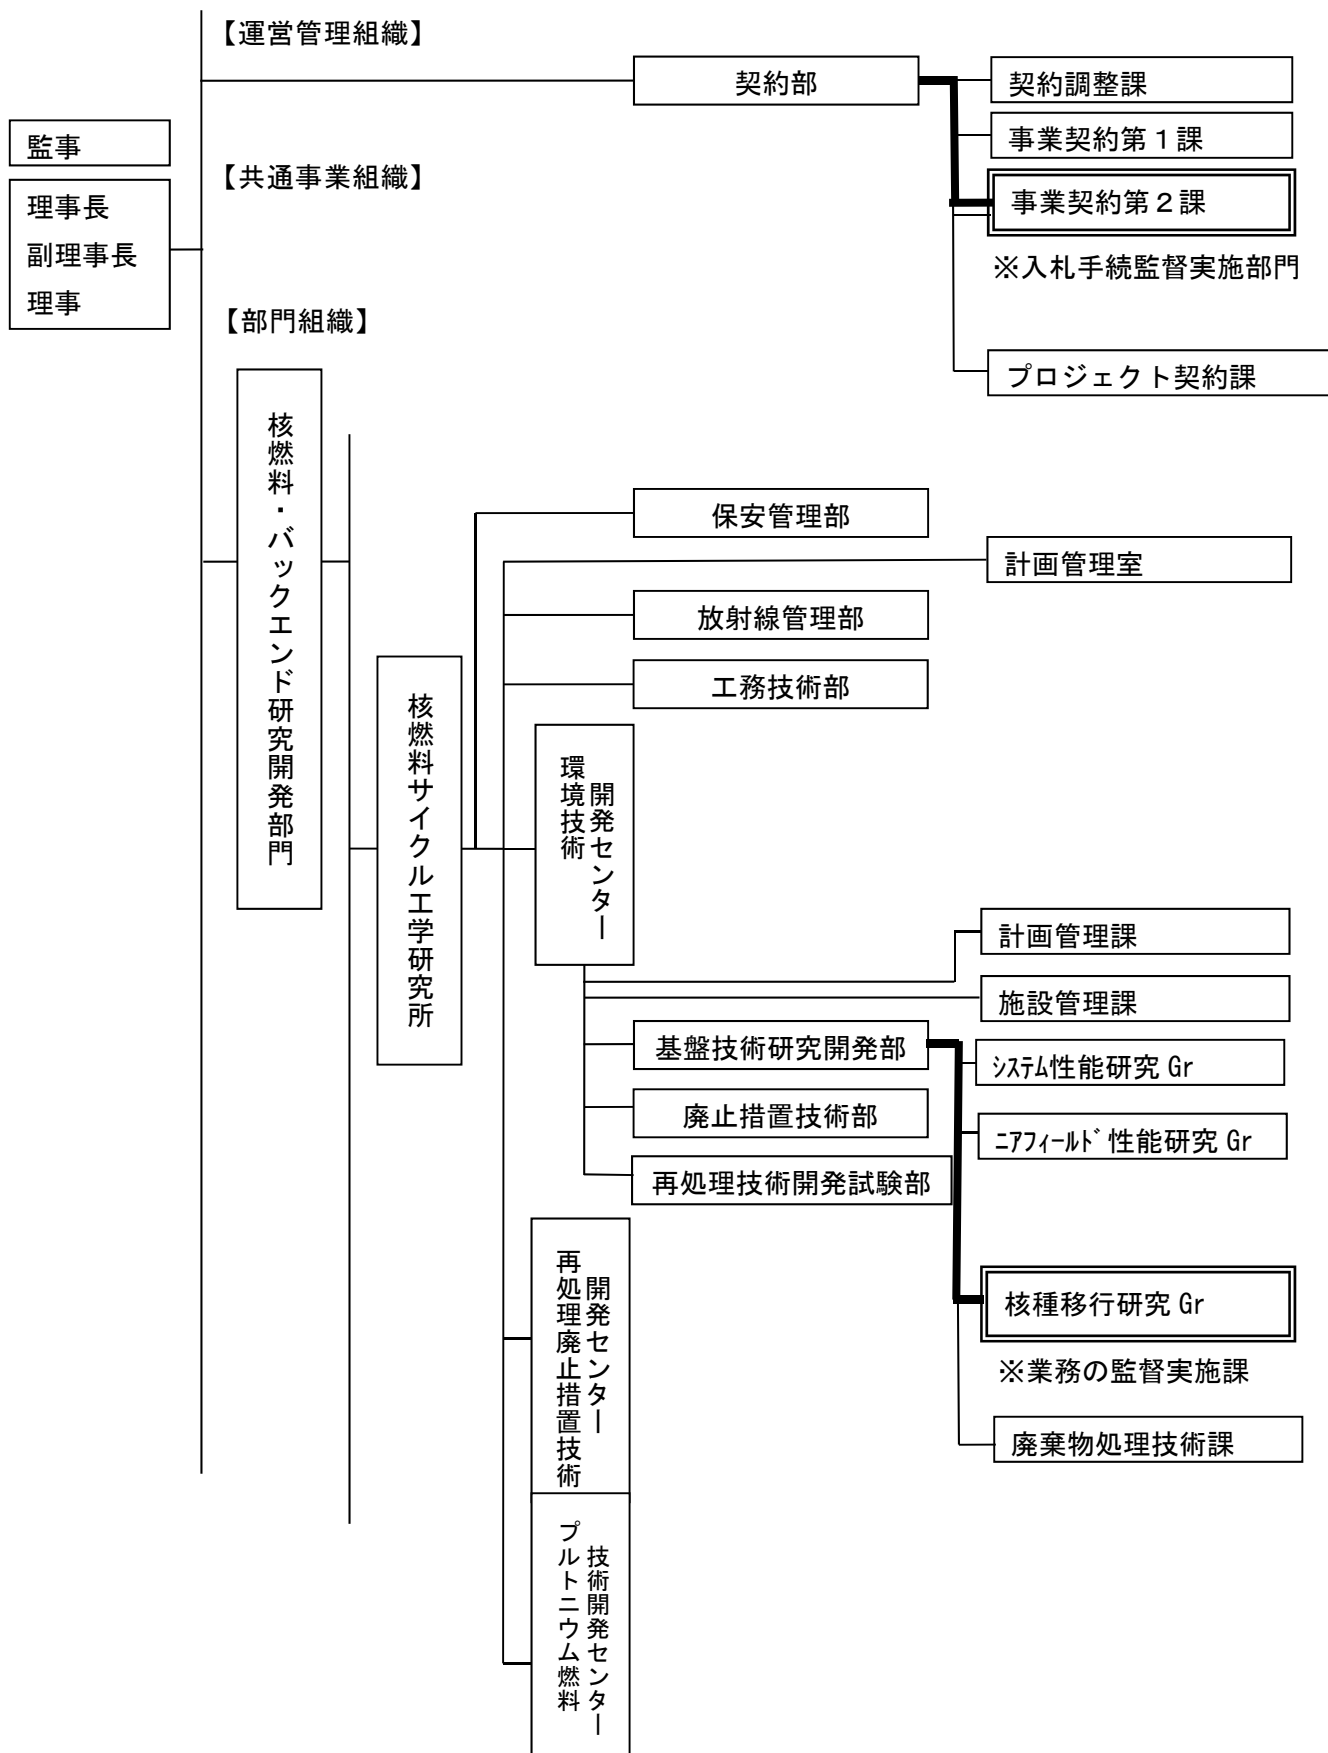 【運営管理組織】
契約部
契約調整課
事業契約第１課
事業契約第２課
※入札手続監督実施部門
プロジェクト契約課
監事
理事長
副理事長
理事
【共通事業組織】
【部門組織】
核燃料・バックエンド研究開発部門
核燃料サイクル工学研究所
保安管理部
計画管理室
放射線管理部
工務技術部
環境技術
開発センター
計画管理課
施設管理課
基盤技術研究開発部
ｼｽﾃﾑ性能研究 Gr
ﾆｱﾌｨｰﾙﾄﾞ性能研究 Gr
核種移行研究 Gr
※業務の監督実施課
廃棄物処理技術課
廃止措置技術部
再処理技術開発試験部
再処理廃止措置技術
開発センター
プルトニウム燃料
技術開発センター